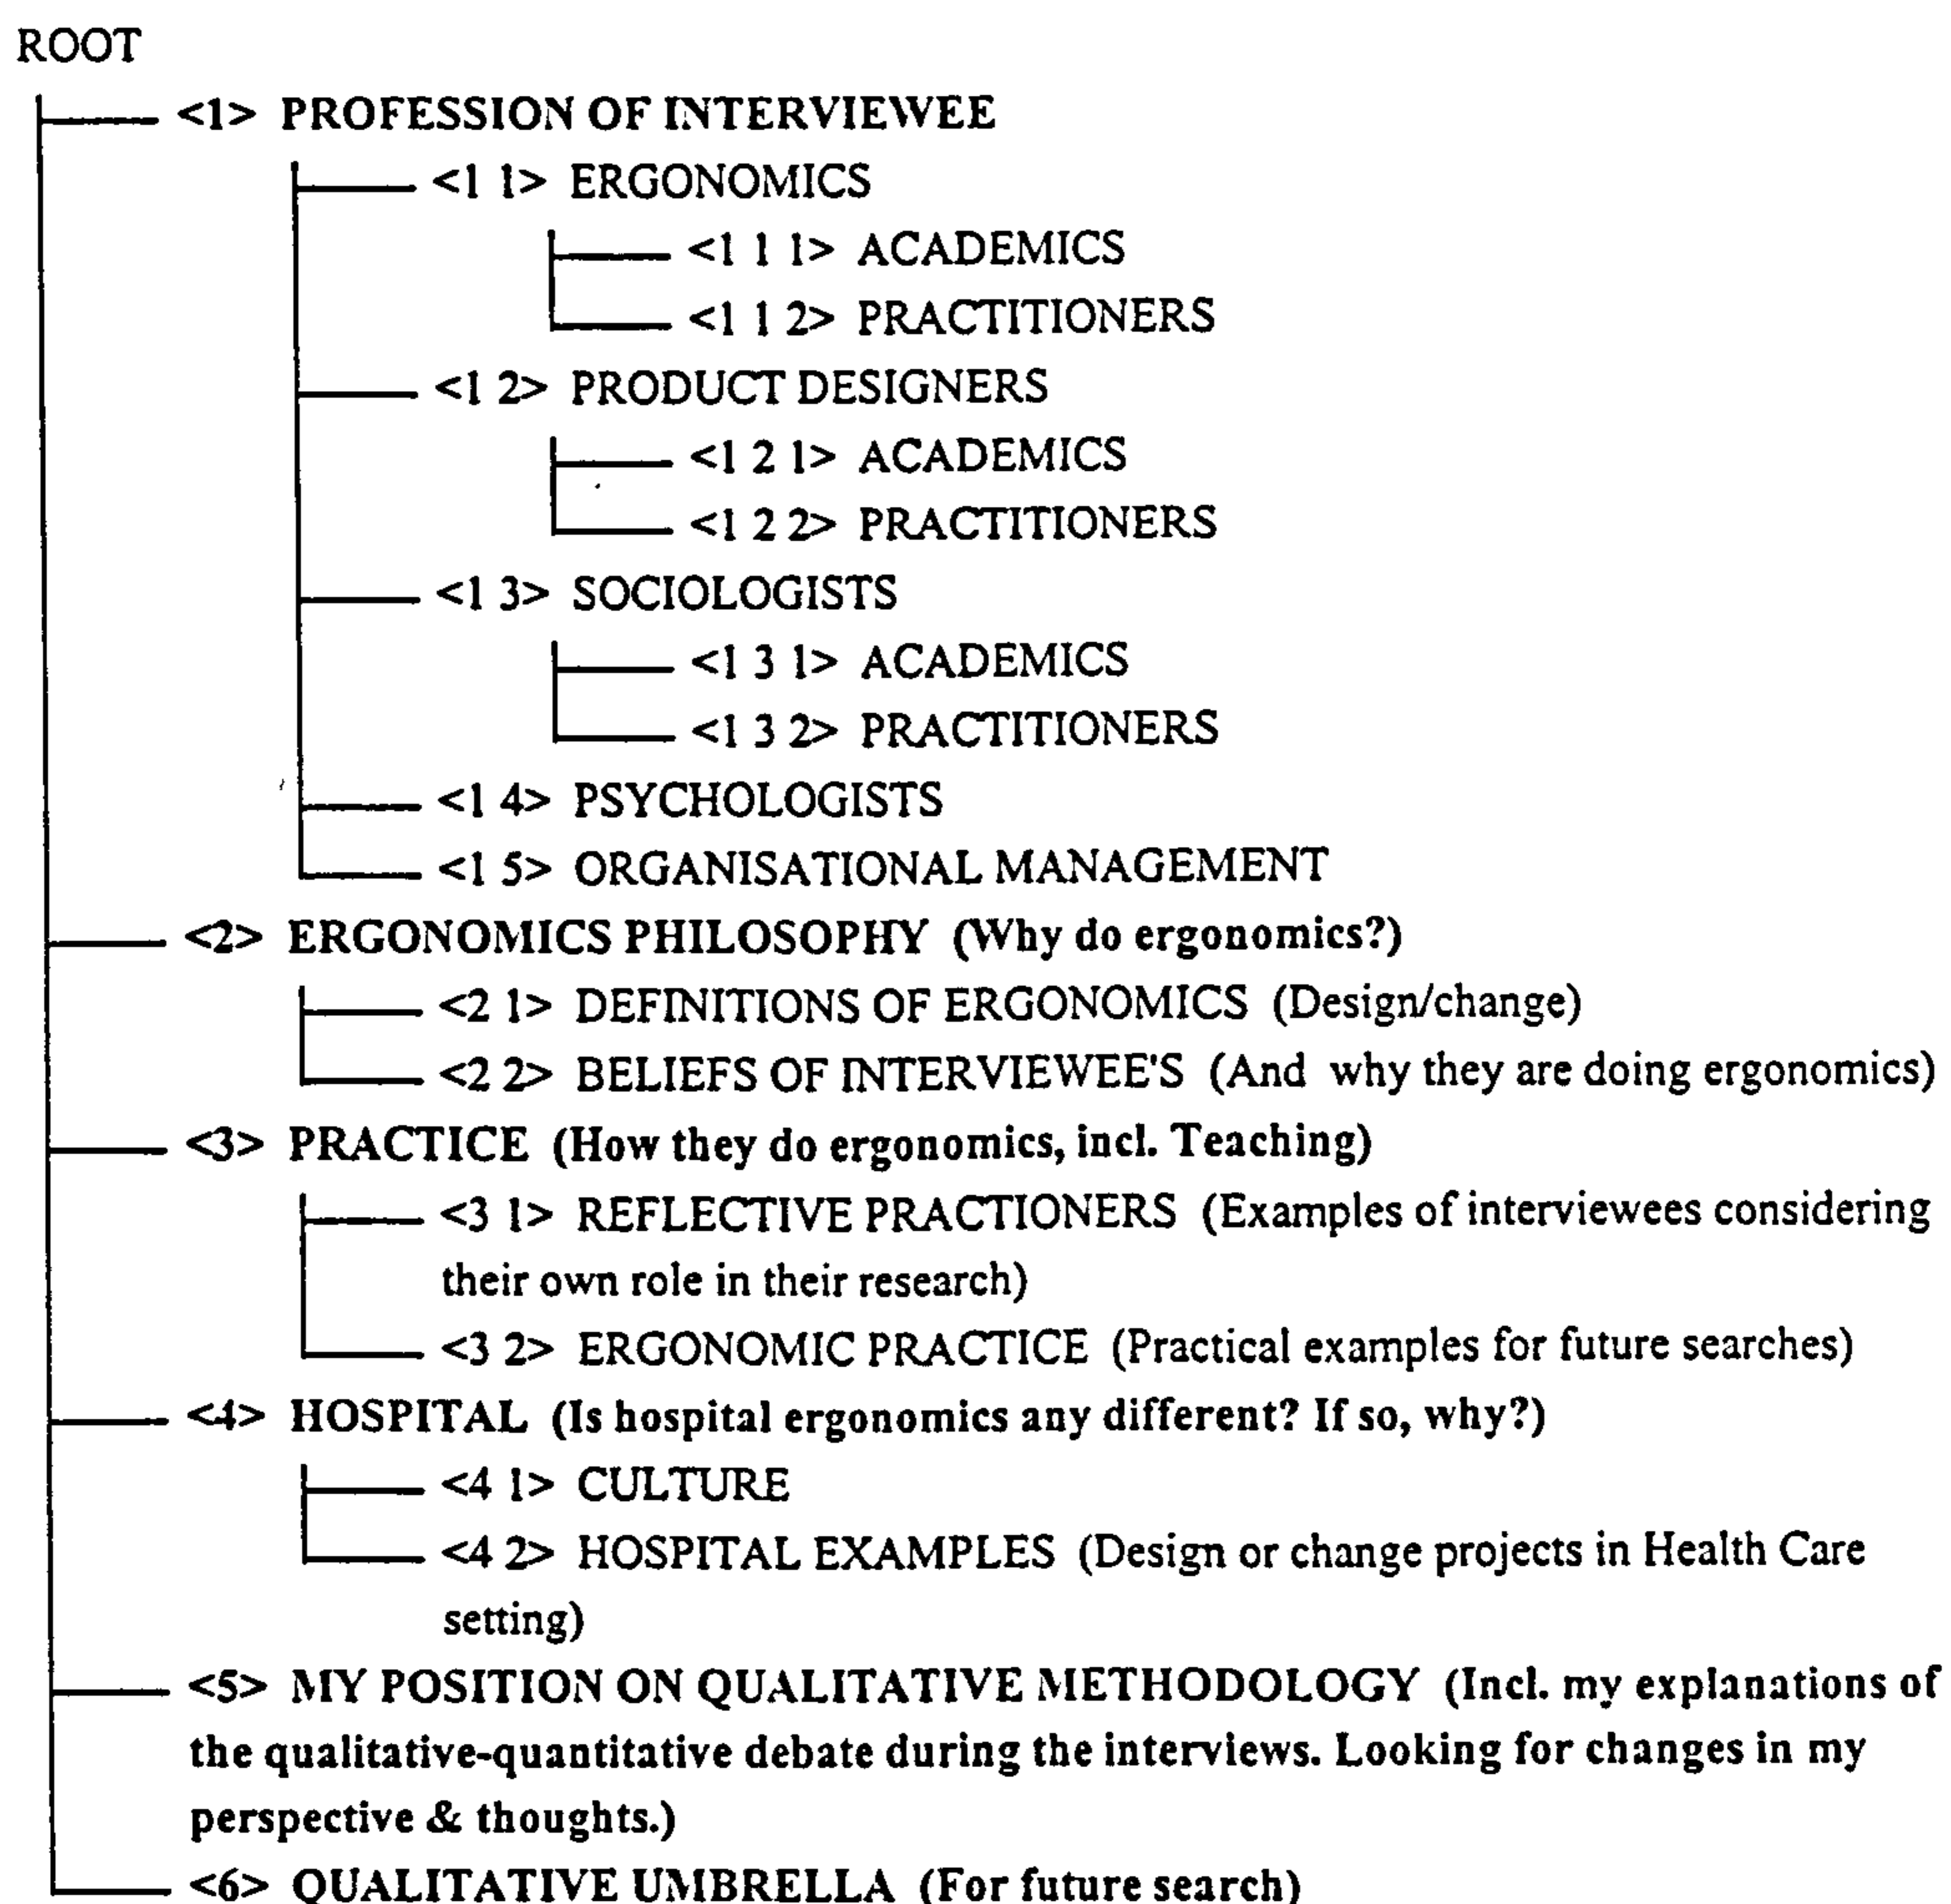 ROOT
<1> PROFESSION OF INTERVIEWEE
<1 1> ERGONOMICS
<1 1 1> ACADEMICS
<1 1 2> PRACTITIONERS
<1 2> PRODUCT DESIGNERS
<1 2 1> ACADEMICS
<1 2 2> PRACTITIONERS
<1 3> SOCIOLOGISTS
<1 3 1> ACADEMICS
<1 3 2> PRACTITIONERS
<1 4> PSYCHOLOGISTS
<1 5> ORGANISATIONAL MANAGEMENT
<2> ERGONOMICS PHILOSOPHY (Why do ergonomics?)
<2 1> DEFINITIONS OF ERGONOMICS (Design/change)
<2 2> BELIEFS OF INTERVIEWEE'S (And why they are doing ergonomics)
<3> PRACTICE (How they do ergonomics, incl. Teaching)
<3 1> REFLECTIVE PRACTIONERS (Examples of interviewees considering
their own role in their research)
<3 2> ERGONOMIC PRACTICE (Practical examples for future searches)
<4> HOSPITAL (Is hospital ergonomics any different? If so, why?)
<4 1> CULTURE
<4 2> HOSPITAL EXAMPLES (Design or change projects in Health Care
setting)
<5> MY POSITION ON QUALITATIVE METHODOLOGY (Incl. my explanations of
the qualitative-quantitative debate during the interviews. Looking for changes in my
perspective & thoughts.)
<6> QUALITATIVE UMBRELLA (For future search)